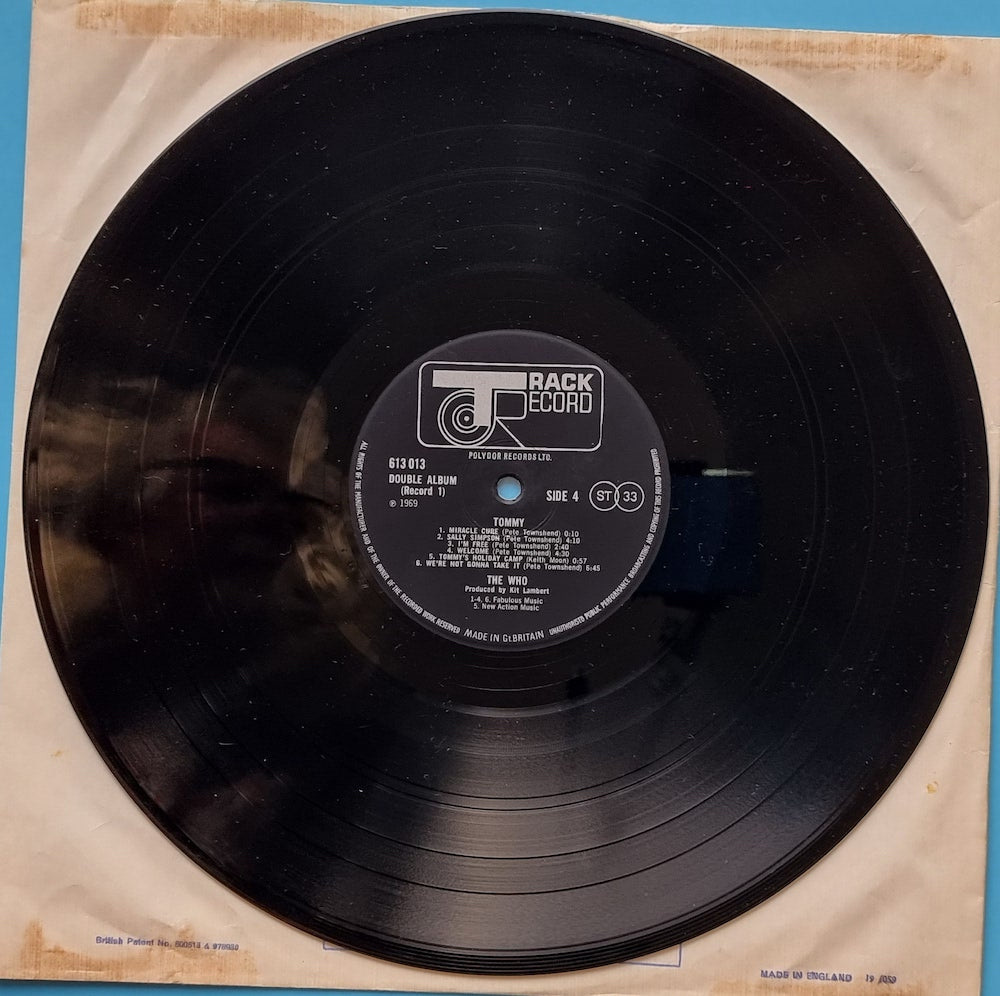 TRACK
RECORD
POLYDOR RECORDS LTD.
613 013
DOUBLE ALBUM
(Record 1)
℗ 1969
SIDE 4
ST 33
TOMMY
1. MIRACLE CURE (Pete Townshend) 0:10
2. SALLY SIMPSON (Pete Townshend) 4:10
3. I'M FREE (Pete Townshend) 2:40
4. WELCOME (Pete Townshend) 4:30
5. TOMMY'S HOLIDAY CAMP (Keith Moon) 0:57
6. WE'RE NOT GONNA TAKE IT (Pete Townshend) 6:45
THE WHO
Produced by Kit Lambert
1-4, 6. Fabulous Music
5. New Action Music
ALL RIGHTS OF THE MANUFACTURER AND OF THE OWNER OF THE RECORDED WORK RESERVED
MADE IN Gt.BRITAIN
UNAUTHORISED PUBLIC PERFORMANCE BROADCASTING AND COPYING OF THIS RECORD PROHIBITED
British Patent No.
MADE IN ENGLAND